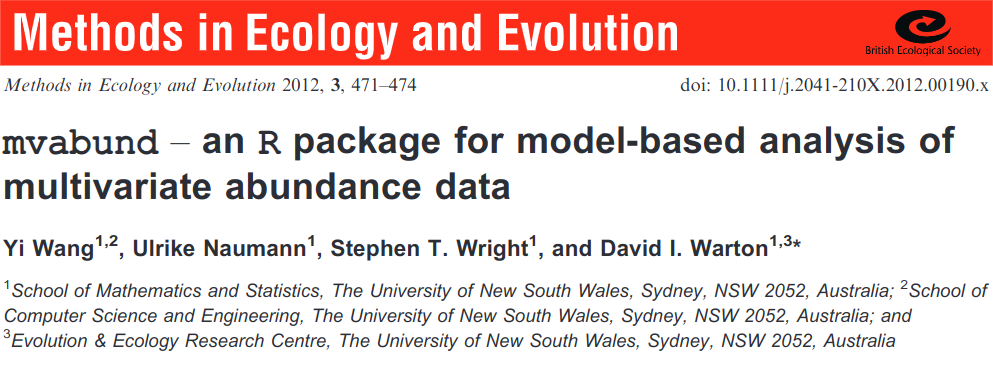 Methods in Ecology and Evolution
British Ecological Society
Methods in Ecology and Evolution 2012, 3, 471–474
doi: 10.1111/j.2041-210X.2012.00190.x
mvabund – an R package for model-based analysis of
multivariate abundance data
Yi Wang1,2, Ulrike Naumann1, Stephen T. Wright1, and David I. Warton1,3*
1School of Mathematics and Statistics, The University of New South Wales, Sydney, NSW 2052, Australia; 2School of
Computer Science and Engineering, The University of New South Wales, Sydney, NSW 2052, Australia; and
3Evolution & Ecology Research Centre, The University of New South Wales, Sydney, NSW 2052, Australia